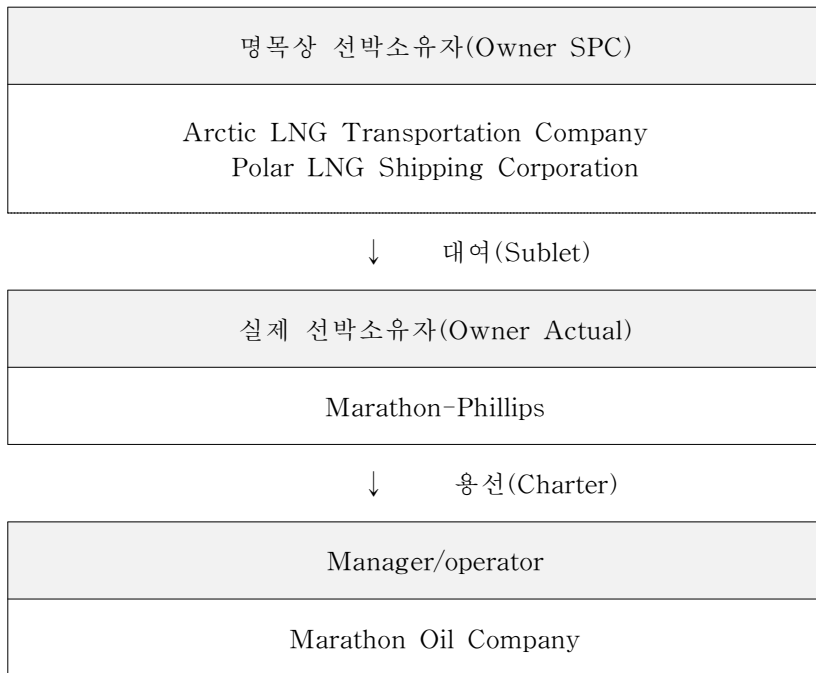 명목상 선박소유자(Owner SPC)
Arctic LNG Transportation Company
Polar LNG Shipping Corporation
↓ 대여(Sublet)
실제 선박소유자(Owner Actual)
Marathon-Phillips
↓ 용선(Charter)
Manager/operator
Marathon Oil Company